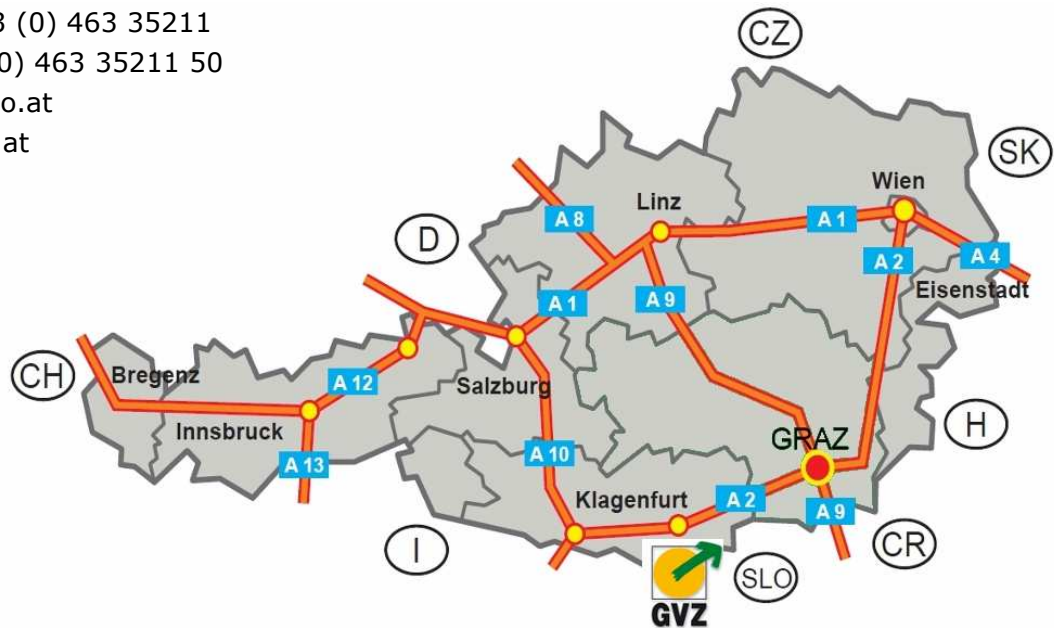 3 (0) 463 35211
0) 463 35211 50
o.at
at
CZ
SK
Wien
Linz
A 8
A 1
D
A 2
A 4
Eisenstadt
A 1
A 9
CH
Bregenz
A 12
Salzburg
Innsbruck
GRAZ
H
A 13
A 10
Klagenfurt
A 2
A 9
I
CR
SLO
GVZ